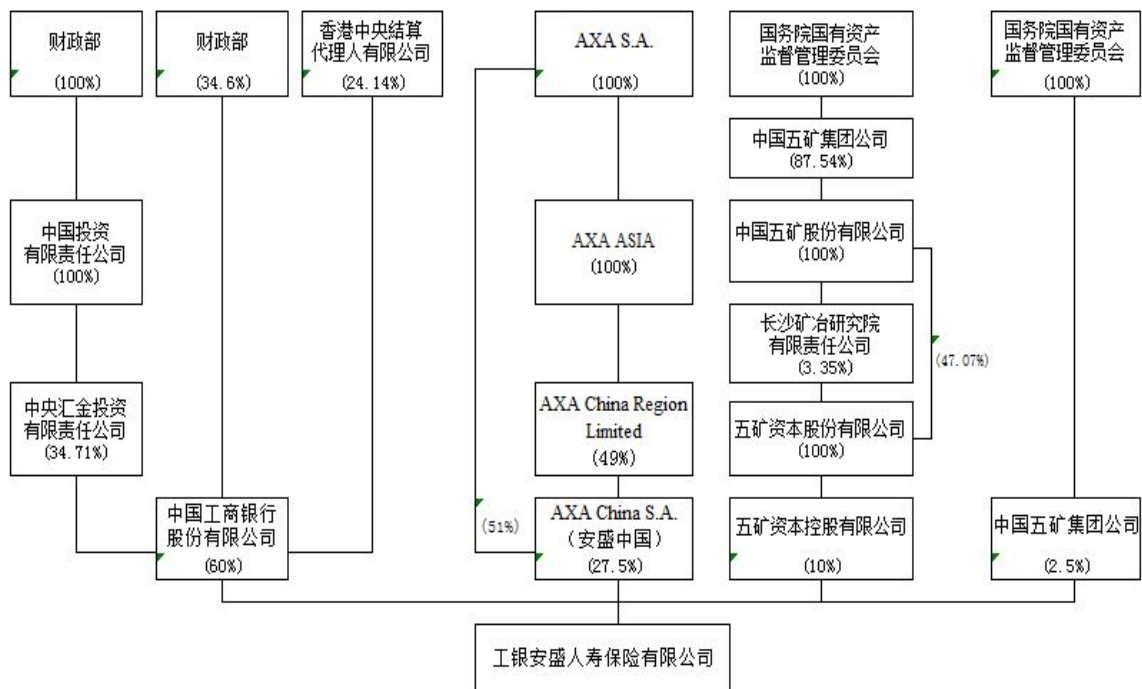 财政部
(100%)
财政部
(34.6%)
香港中央結算
代理人有限公司
(24.14%)
AXA S.A.
(100%)
国务院国有资产
监督管理委员会
(100%)
国务院国有资产
监督管理委员会
(100%)
中国五矿集团公司
(87.54%)
中国投资
有限责任公司
(100%)
AXA ASIA
(100%)
中国五矿股份有限公司
(100%)
长沙矿冶研究院
有限责任公司
(3.35%)
(47.07%)
中央汇金投资
有限责任公司
(34.71%)
AXA China Region
Limited
(49%)
五矿资本股份有限公司
(100%)
中国工商银行
股份有限公司
(60%)
(51%)
AXA China S.A.
(安盛中国)
(27.5%)
五矿资本控股有限公司
(10%)
中国五矿集团公司
(2.5%)
工银安盛人寿保险有限公司